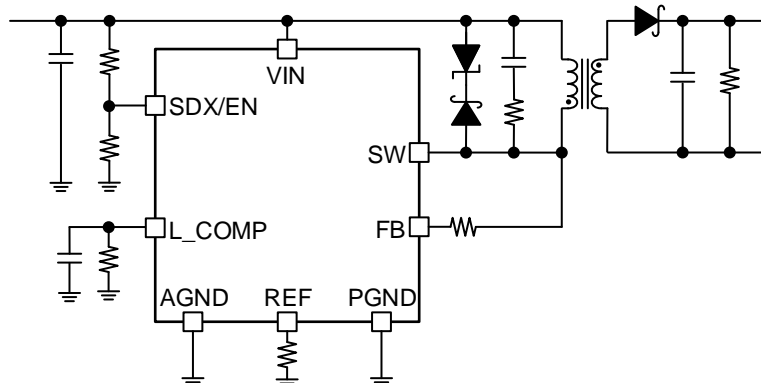 VIN
SDX/EN
SW
L_COMP
FB
AGND REF PGND